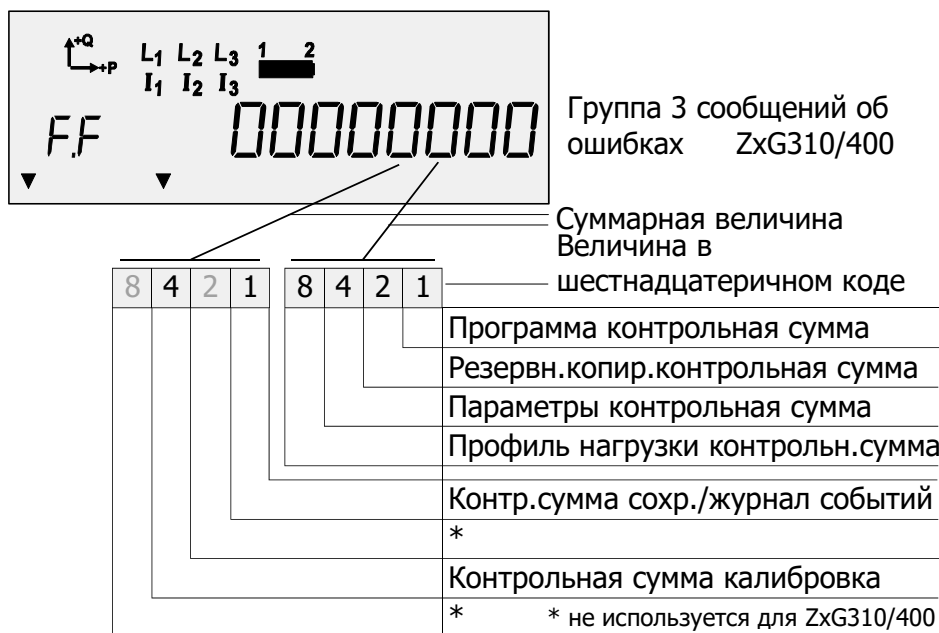 +Q
+P
L1 L2 L3 1 2
I1 I2 I3
F.F 00000000
Группа 3 сообщений об
ошибках ZxG310/400
Суммарная величина
Величина в
шестнадцатеричном коде
8 4 2 1 8 4 2 1
Программа контрольная сумма
Резервн.копир.контрольная сумма
Параметры контрольная сумма
Профиль нагрузки контрольн.сумма
Контр.сумма сохр./журнал событий
*
Контрольная сумма калибровка
* * не используется для ZxG310/400